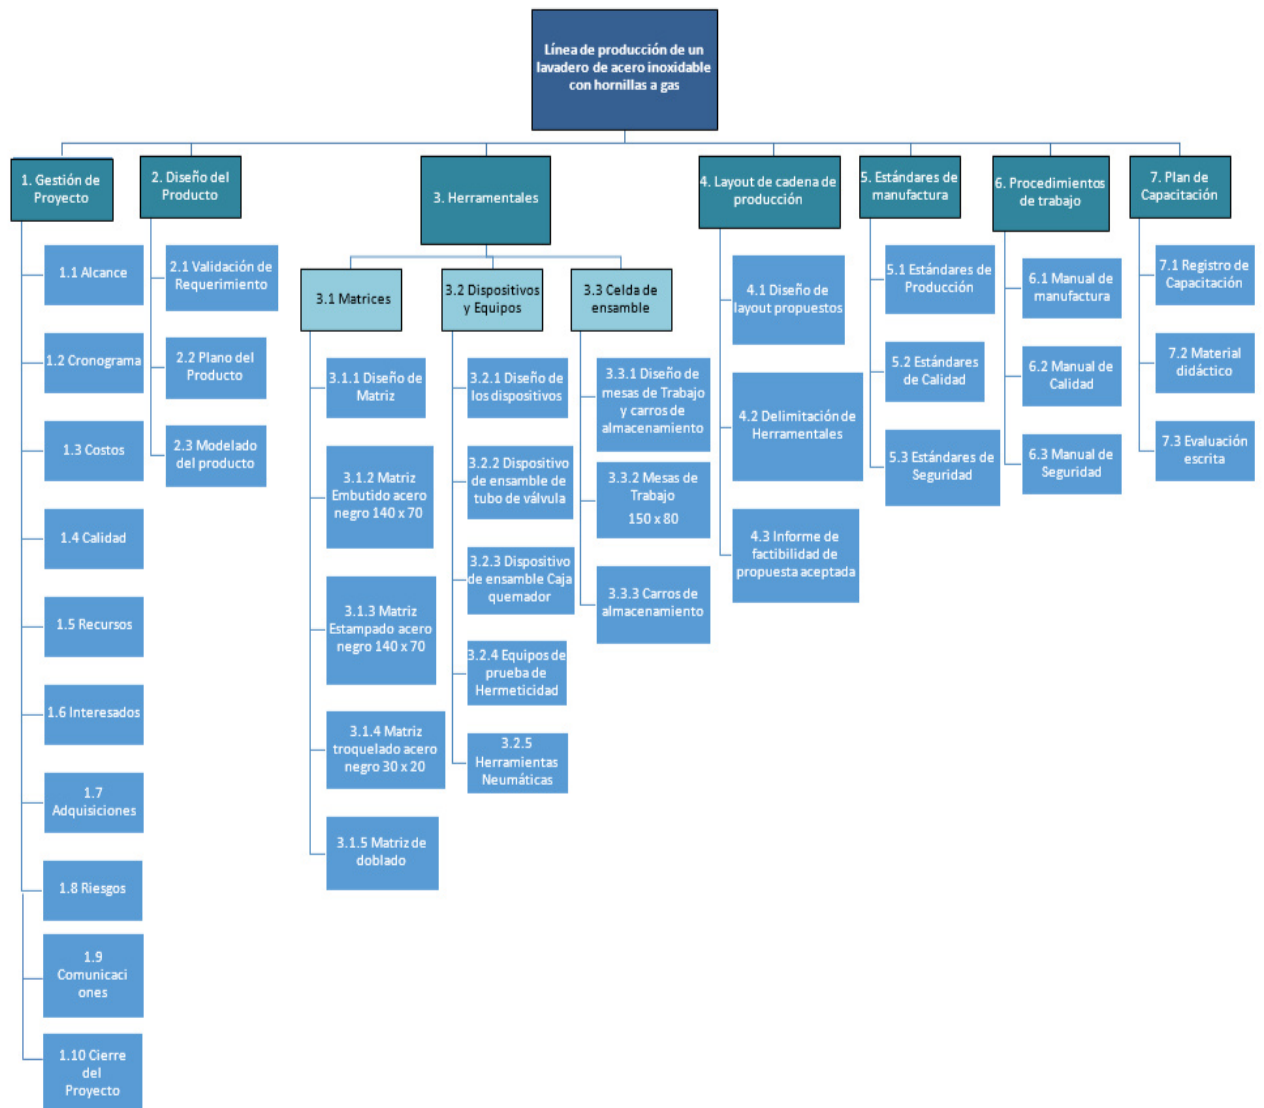 Línea de producción de un
lavadero de acero inoxidable
con hornillas a gas
1. Gestión de
Proyecto
1.1 Alcance
1.2 Cronograma
1.3 Costos
1.4 Calidad
1.5 Recursos
1.6 Interesados
1.7
Adquisiciones
1.8 Riesgos
1.9
Comunicaci
ones
1.10 Cierre
del
Proyecto
2. Diseño del
Producto
2.1 Validación de
Requerimiento
2.2 Plano del
Producto
2.3 Modelado
del producto
3. Herramentales
3.1 Matrices
3.1.1 Diseño de
Matriz
3.1.2 Matriz
Embutido acero
negro 140 x 70
3.1.3 Matriz
Estampado acero
negro 140 x 70
3.1.4 Matriz
troquelado acero
negro 30 x 20
3.1.5 Matriz de
doblado
3.2 Dispositivos
y Equipos
3.2.1 Diseño de
los dispositivos
3.2.2 Dispositivo
de ensamble de
tubo de válvula
3.2.3 Dispositivo
de ensamble Caja
quemador
3.2.4 Equipos de
prueba de
Hermeticidad
3.2.5
Herramientas
Neumáticas
3.3 Celda de
ensamble
3.3.1 Diseño de
mesas de Trabajo
y carros de
almacenamiento
3.3.2 Mesas de
Trabajo
150 x 80
3.3.3 Carros de
almacenamiento
4. Layout de cadena de
producción
4.1 Diseño de
layout propuestos
4.2 Delimitación de
Herramentales
4.3 Informe de
factibilidad de
propuesta aceptada
5. Estándares de
manufactura
5.1 Estándares de
Producción
5.2 Estándares
de Calidad
5.3 Estándares de
Seguridad
6. Procedimientos
de trabajo
6.1 Manual de
manufactura
6.2 Manual de
Calidad
6.3 Manual de
Seguridad
7. Plan de
Capacitación
7.1 Registro de
Capacitación
7.2 Material
didáctico
7.3 Evaluación
escrita